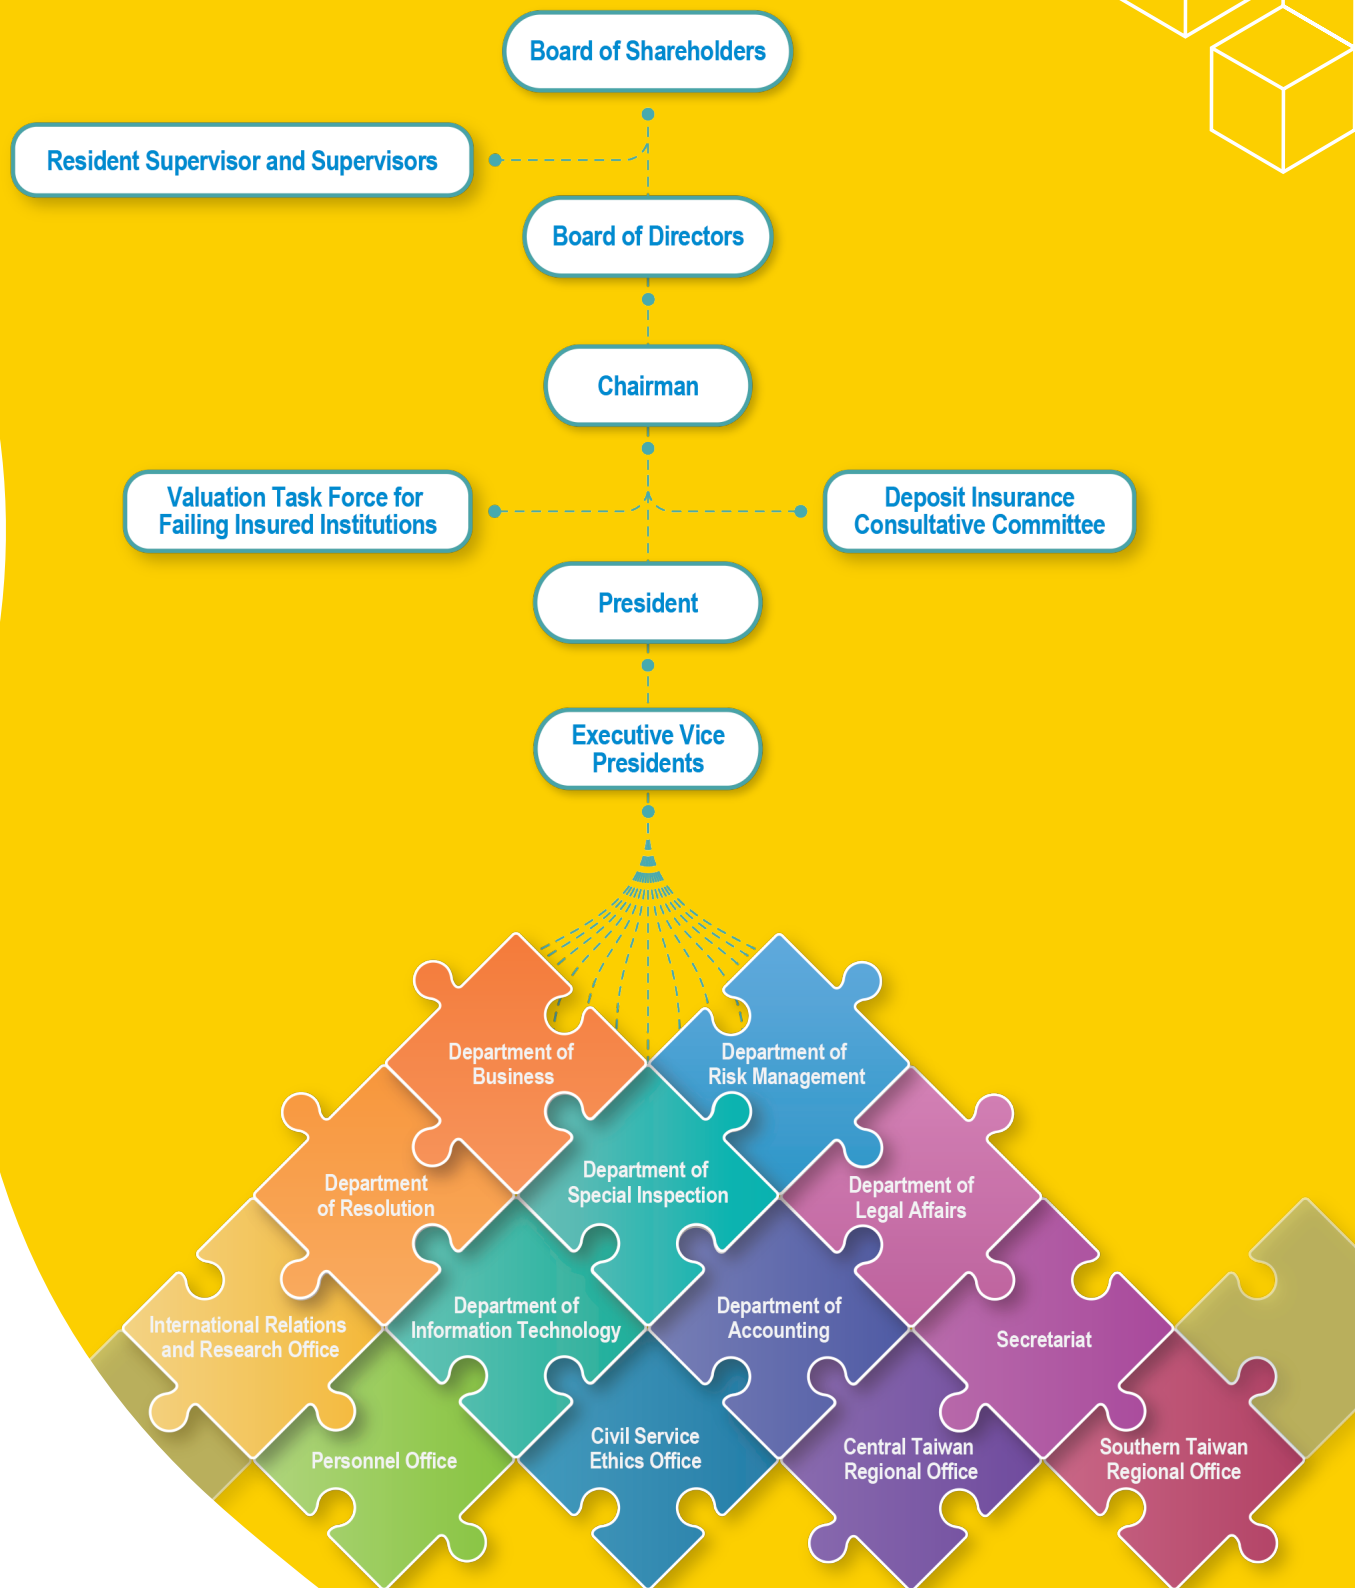 Board of Shareholders
Resident Supervisor and Supervisors
Board of Directors
Chairman
Valuation Task Force for
Failing Insured Institutions
Deposit Insurance
Consultative Committee
President
Executive Vice
Presidents
Department of
Business
Department of
Risk Management
Department
of Resolution
Department of
Special Inspection
Department of
Legal Affairs
International Relations
and Research Office
Department of
Information Technology
Department of
Accounting
Secretariat
Personnel Office
Civil Service
Ethics Office
Central Taiwan
Regional Office
Southern Taiwan
Regional Office